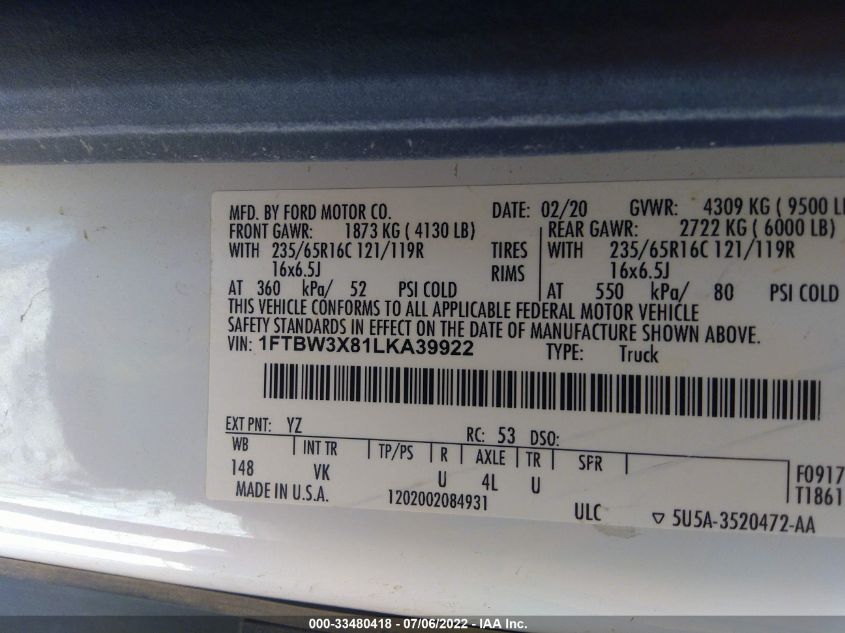 MFD. BY FORD MOTOR CO. DATE: 02/20 GVWR: 4309 KG ( 9500
FRONT GAWR: 1873 KG ( 4130 LB) REAR GAWR: 2722 KG ( 6000 LB)
WITH 235/65R16C 121/119R TIRES WITH 235/65R16C 121/119R
16x6.5J RIMS 16x6.5J
AT 360 kPa/ 52 PSI COLD AT 550 kPa/ 80 PSI COLD
THIS VEHICLE CONFORMS TO ALL APPLICABLE FEDERAL MOTOR VEHICLE
SAFETY STANDARDS IN EFFECT ON THE DATE OF MANUFACTURE SHOWN ABOVE.
VIN: 1FTBW3X81LKA39922 TYPE: Truck
EXT PNT: YZ RC: 53 DSO:
WB INT TR TP/PS R AXLE TR SPR
148 VK U 4L U F0917
MADE IN U.S.A. 1202002084931 ULC ▽ 5U5A-3520472-AA T1861
000-33480418 - 07/06/2022 - IAA Inc.